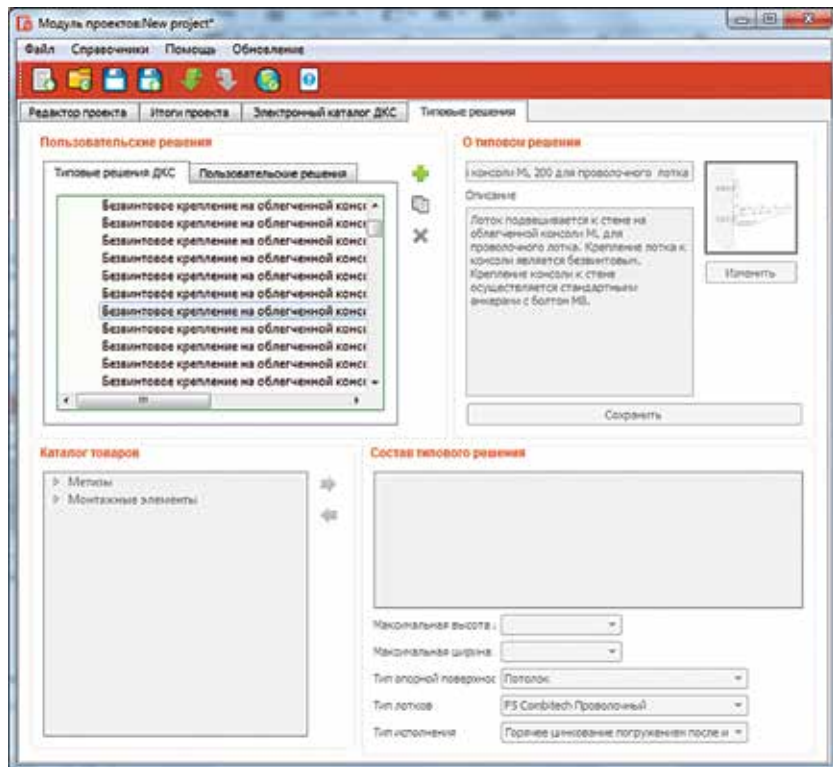 Модуль проектов:New project*
Файл Справочники Помощь Обновление
Редактор проекта Итоги проекта Электронный каталог ДКС Типовые решения
Пользовательские решения
Типовые решения ДКС Пользовательские решения
Безвинтовое крепление на облегченной консо
Безвинтовое крепление на облегченной консо
Безвинтовое крепление на облегченной консо
Безвинтовое крепление на облегченной консо
Безвинтовое крепление на облегченной консо
Безвинтовое крепление на облегченной консо
Безвинтовое крепление на облегченной консо
Безвинтовое крепление на облегченной консо
Безвинтовое крепление на облегченной консо
Безвинтовое крепление на облегченной консо
Безвинтовое крепление на облегченной консо
О типовом решении
й консоли ML 200 для проволочного лотка
Описание
Лоток подвешивается к стене на
облегченной консоли ML для
проволочного лотка. Крепление лотка к
консоли является безвинтовым.
Крепление консоли к стене
осуществляется стандартными
анкерами с болтом М8.
Изменить
Сохранить
Каталог товаров
Метизы
Монтажные элементы
Состав типового решения
Максимальная высота
Максимальная ширина
Тип опорной поверхнос Потолок
Тип лотков F5 Combitech Проволочный
Тип исполнения Горячее цинкование погружением после и